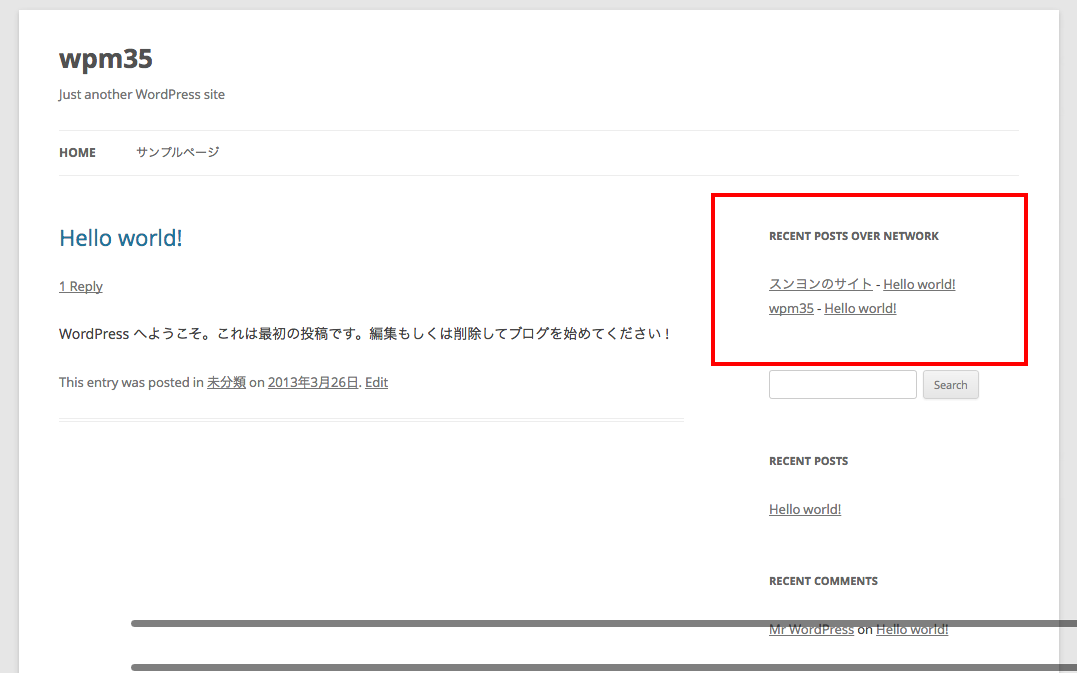 wpm35
Just another WordPress site
HOME サンプルページ
Hello world!
1 Reply
WordPress へようこそ。これは最初の投稿です。編集もしくは削除してブログを始めてください !
This entry was posted in 未分類 on 2013年3月26日. Edit
RECENT POSTS OVER NETWORK
スンヨンのサイト - Hello world!
wpm35 - Hello world!
Search
RECENT POSTS
Hello world!
RECENT COMMENTS
Mr WordPress on Hello world!